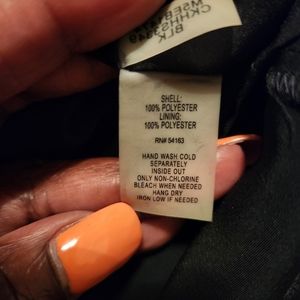 BLK
SHELL:
100% POLYESTER
LINING:
100% POLYESTER
RN# 54163
HAND WASH COLD
SEPARATELY
INSIDE OUT
ONLY NON-CHLORINE
BLEACH WHEN NEEDED
HANG DRY
IRON LOW IF NEEDED